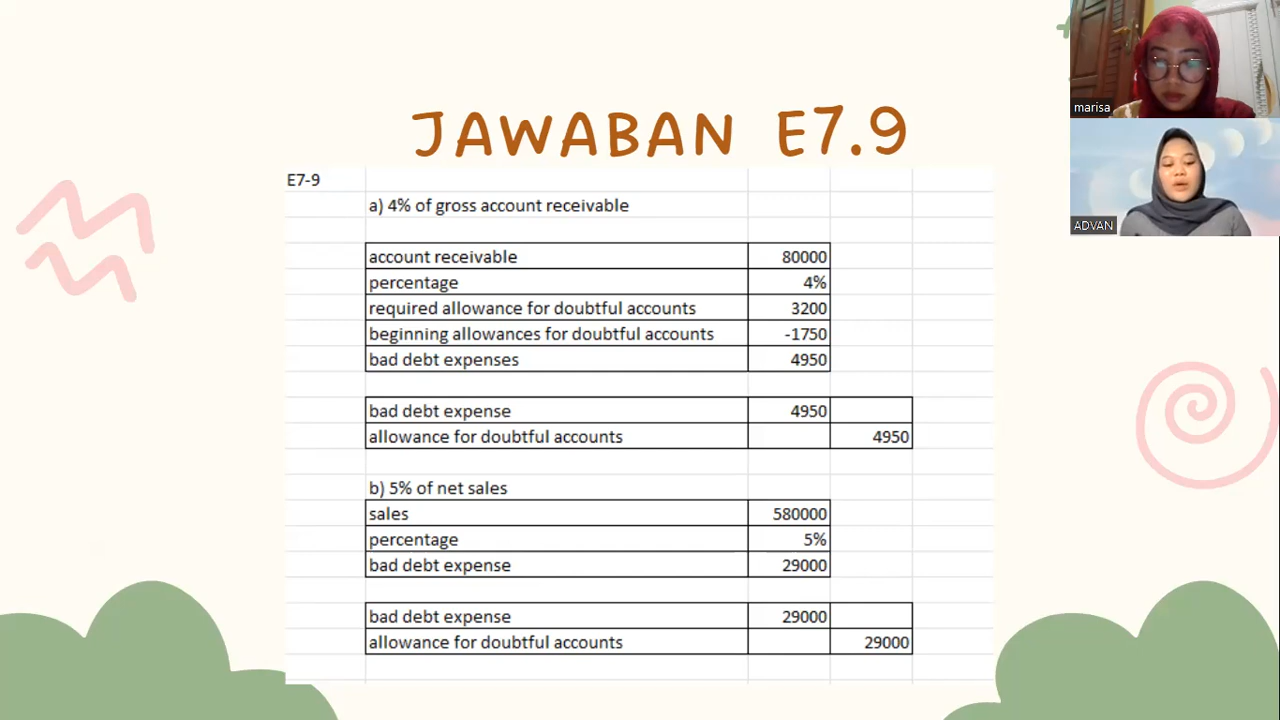 JAWABAN E7.9
E7-9
a) 4% of gross account receivable
account receivable 80000
percentage 4%
required allowance for doubtful accounts 3200
beginning allowances for doubtful accounts -1750
bad debt expenses 4950
bad debt expense 4950
allowance for doubtful accounts 4950
b) 5% of net sales
sales 580000
percentage 5%
bad debt expense 29000
bad debt expense 29000
allowance for doubtful accounts 29000
marisa
ADVAN